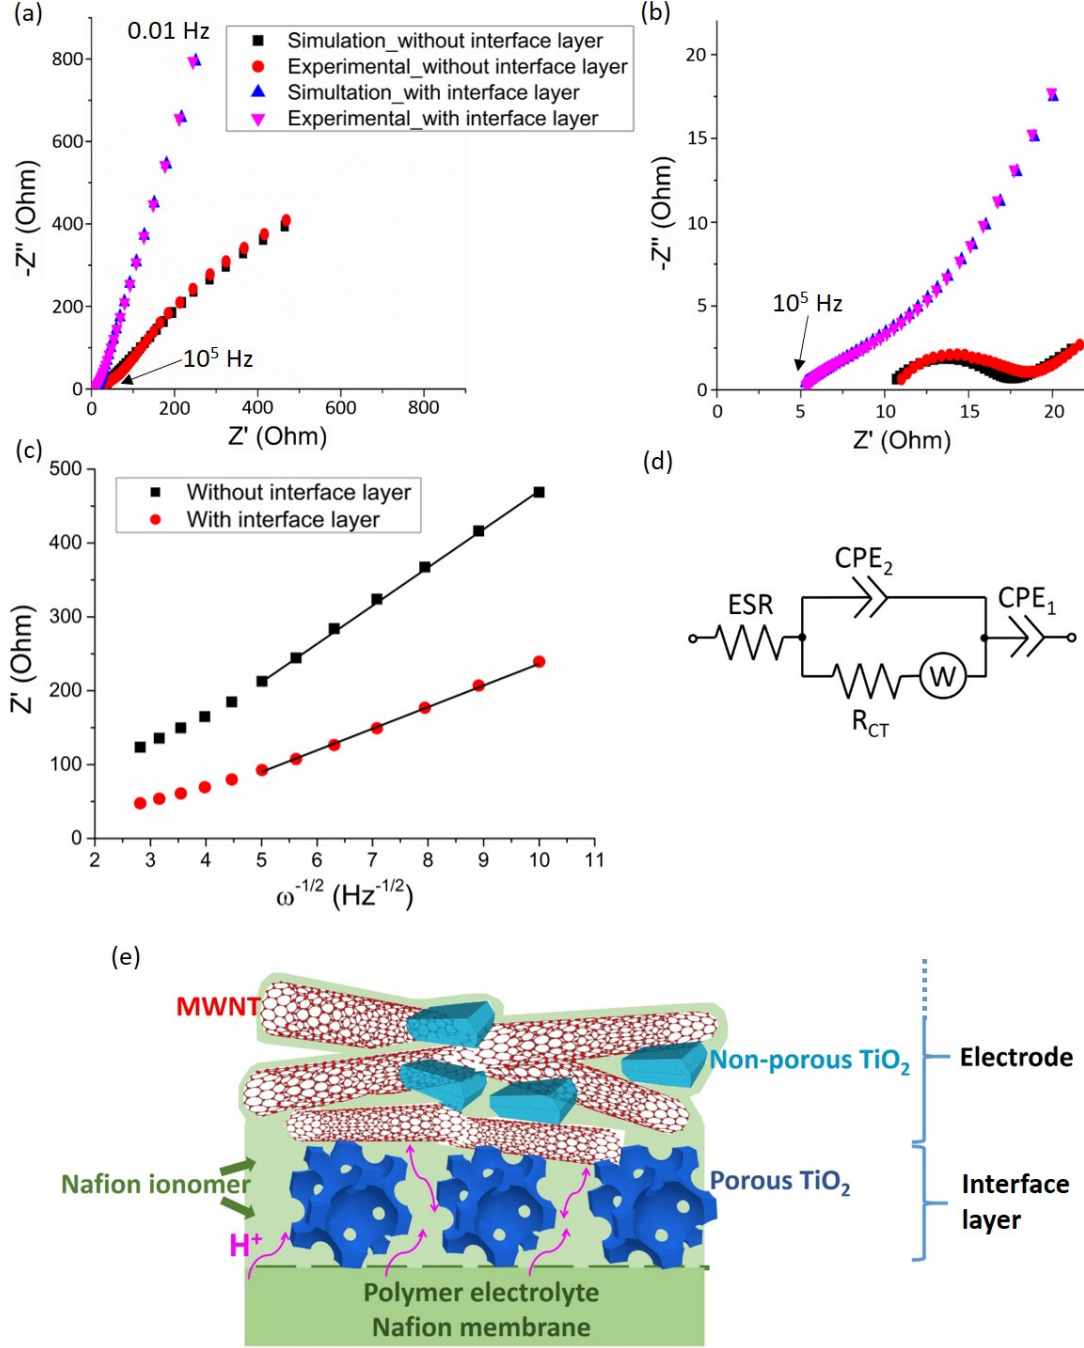 (a)
0.01 Hz
Simulation_without interface layer
Experimental_without interface layer
Simultation_with interface layer
Experimental_with interface layer
800
600
400
200
0
-Z" (Ohm)
10⁵ Hz
0 200 400 600 800
Z' (Ohm)
(b)
20
15
10
5
0
-Z" (Ohm)
10⁵ Hz
0 5 10 15 20
Z' (Ohm)
(c)
500
400
300
200
100
0
Z' (Ohm)
Without interface layer
With interface layer
2 3 4 5 6 7 8 9 10 11
ω⁻¹/² (Hz⁻¹/²)
(d)
CPE₂
ESR
CPE₁
W
R_CT
(e)
MWNT
Non-porous TiO₂
Electrode
Nafion ionomer
Porous TiO₂
Interface
layer
H⁺
Polymer electrolyte
Nafion membrane